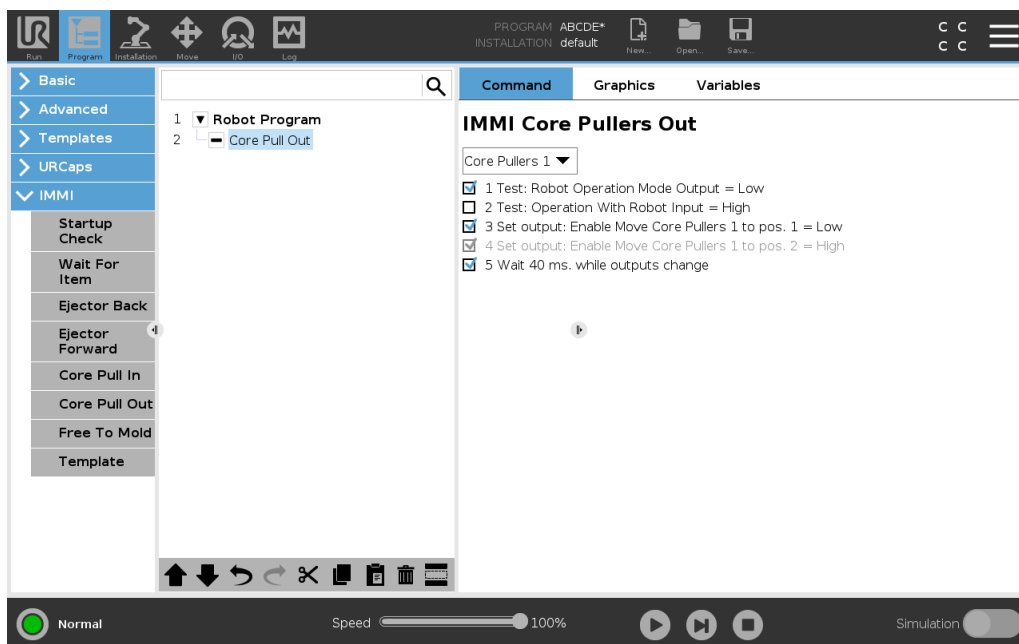 UR
Run
Program
Installation
Move
I/O
Log
PROGRAM ABCDE*
INSTALLATION default
New...
Open...
Save...
C C
C C
Basic
Advanced
Templates
URCaps
IMMI
Startup
Check
Wait For
Item
Ejector Back
Ejector
Forward
Core Pull In
Core Pull Out
Free To Mold
Template
1 Robot Program
2 Core Pull Out
Command Graphics Variables
IMMI Core Pullers Out
Core Pullers 1
1 Test: Robot Operation Mode Output = Low
2 Test: Operation With Robot Input = High
3 Set output: Enable Move Core Pullers 1 to pos. 1 = Low
4 Set output: Enable Move Core Pullers 1 to pos. 2 = High
5 Wait 40 ms. while outputs change
Normal
Speed 100%
Simulation